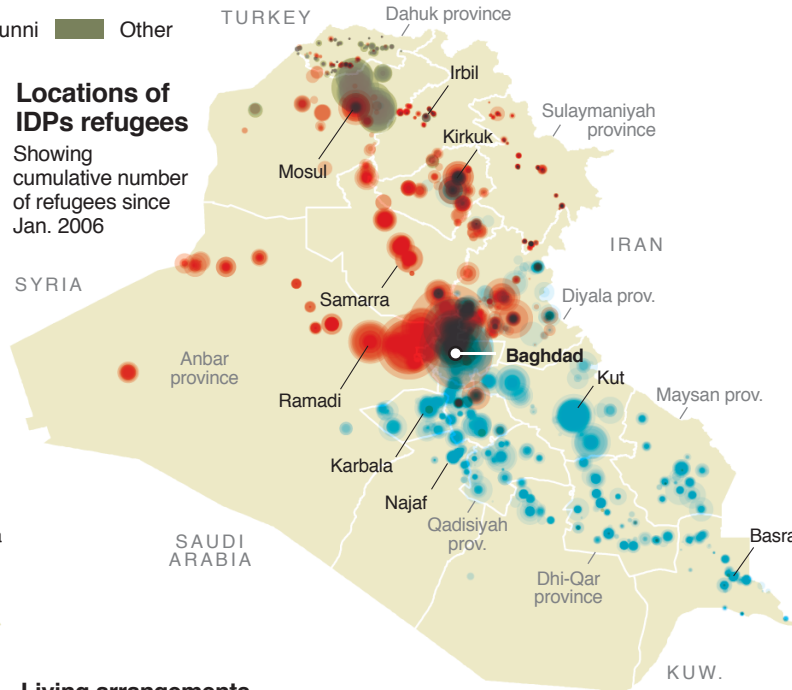 unni Other
TURKEY
Dahuk province
Locations of
IDPs refugees
Showing
cumulative number
of refugees since
Jan. 2006
Irbil
Sulaymaniyah
province
Kirkuk
Mosul
IRAN
SYRIA
Samarra
Diyala prov.
Anbar
province
Baghdad
Ramadi
Kut
Maysan prov.
Karbala
Najaf
Qadisiyah
prov.
SAUDI
ARABIA
a
Basra
Dhi-Qar
province
KUW.
Living arrangements